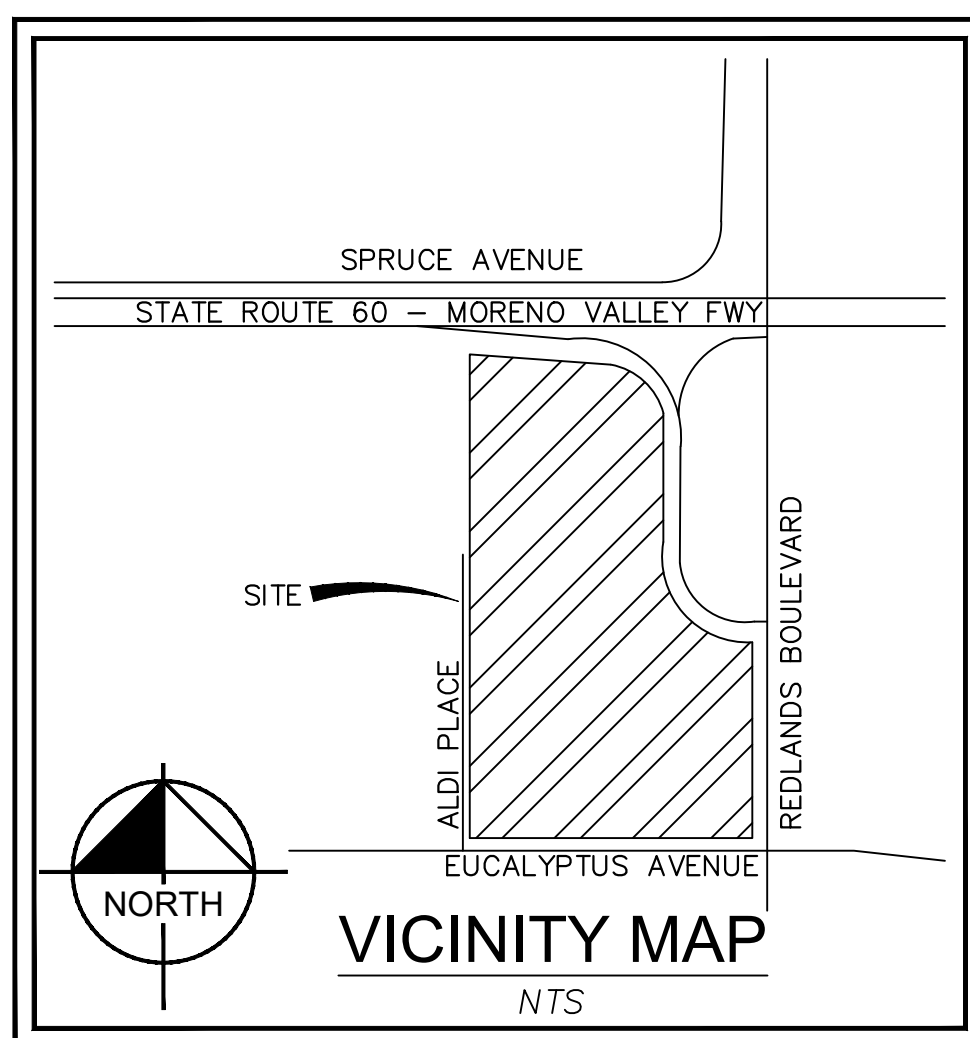 SPRUCE AVENUE
STATE ROUTE 60 – MORENO VALLEY FWY
REDLANDS BOULEVARD
SITE
ALDI PLACE
EUCALYPTUS AVENUE
NORTH
VICINITY MAP
NTS